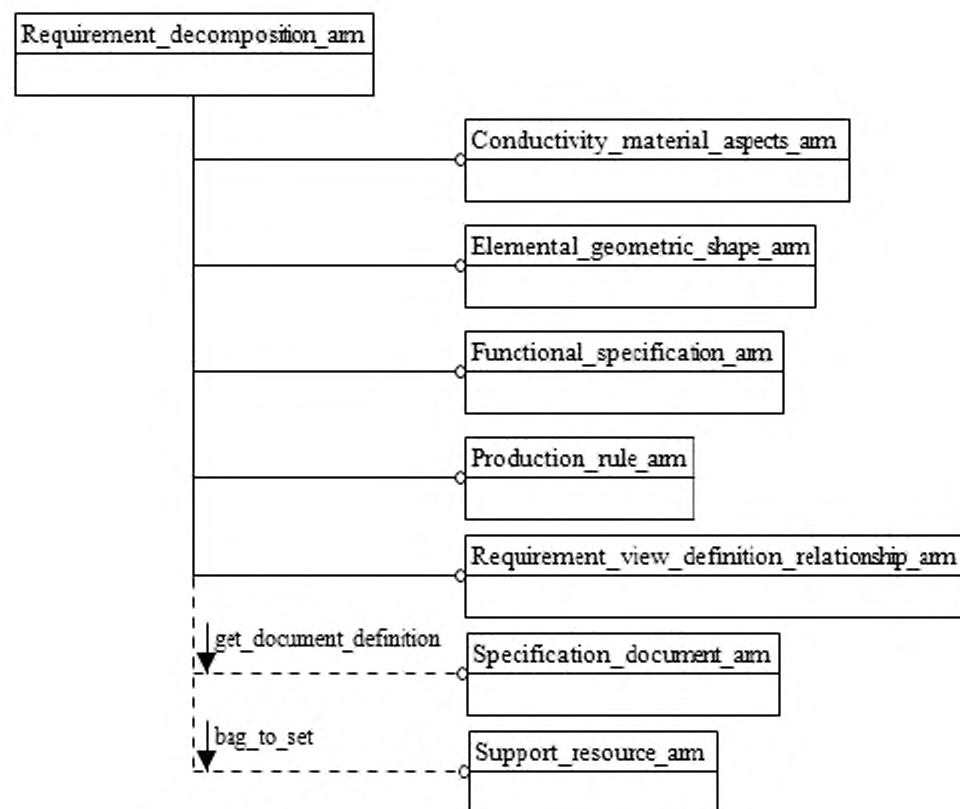 Requirement_decomposition_arm
Conductivity_material_aspects_arm
Elemental_geometric_shape_arm
Functional_specification_arm
Production_rule_arm
Requirement_view_definition_relationship_arm
get_document_definition
Specification_document_arm
bag_to_set
Support_resource_arm